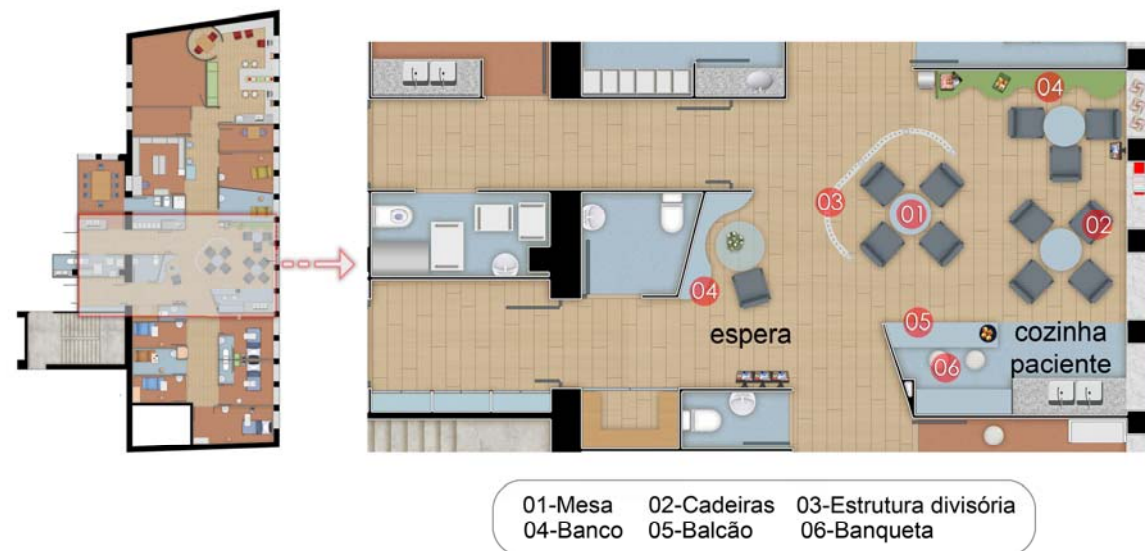 04
03
01
02
04
05
espera
cozinha
paciente
06
01-Mesa 02-Cadeiras 03-Estrutura divisória
04-Banco 05-Balcão 06-Banqueta